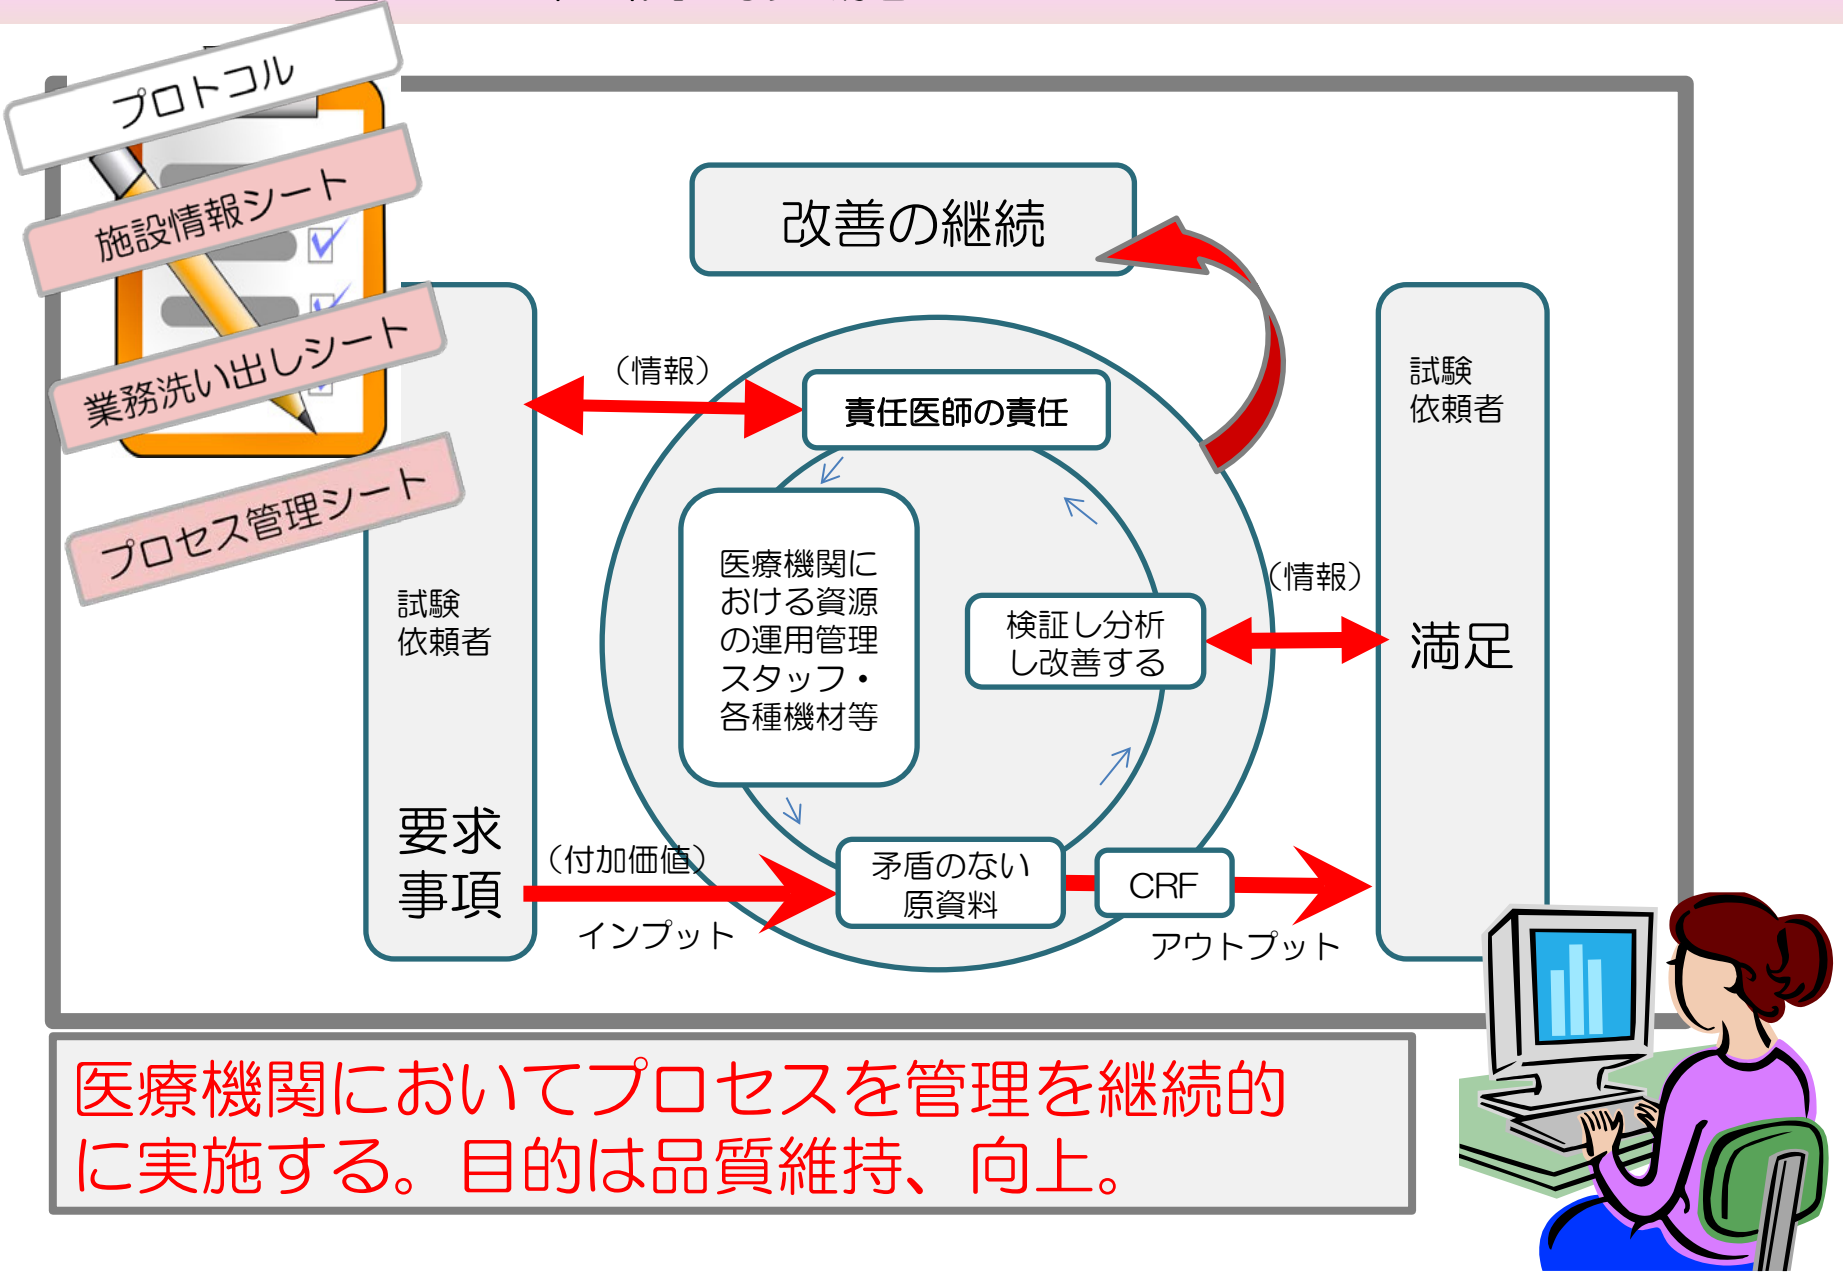 プロトコル
施設情報シート
業務洗い出しシート
プロセス管理シート
改善の継続
(情報)
責任医師の責任
試験
依頼者
医療機関に
おける資源
の運用管理
スタッフ・
各種機材等
(情報)
検証し分析
し改善する
試験
依頼者
満足
要求
事項
(付加価値)
インプット
矛盾のない
原資料
CRF
アウトプット
医療機関においてプロセスを管理を継続的
に実施する。目的は品質維持、向上。